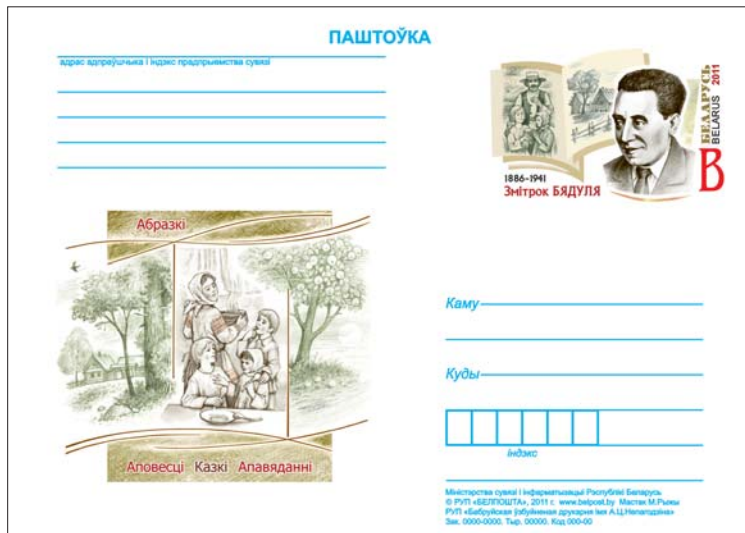 ПАШТОЎКА
адрас адпраўшчыка і індэкс прадпрыемства сувязі
БЕЛАРУСЬ
BELARUS 2011
В
1886-1941
Змітрок БЯДУЛЯ
Абразкі
Аповесці Казкі Апавяданні
Каму
Куды
індэкс
Міністэрства сувязі і інфарматызацыі Рэспублікі Беларусь
© РУП «БЕЛПОШТА», 2011 г. www.belpost.by Мастак М.Рыжы
РУП «Бабруйская ўзбуйненая друкарня імя А.Ц.Непагодзіна»
Зак. 0000-0000. Тыр. 00000. Код 000-00